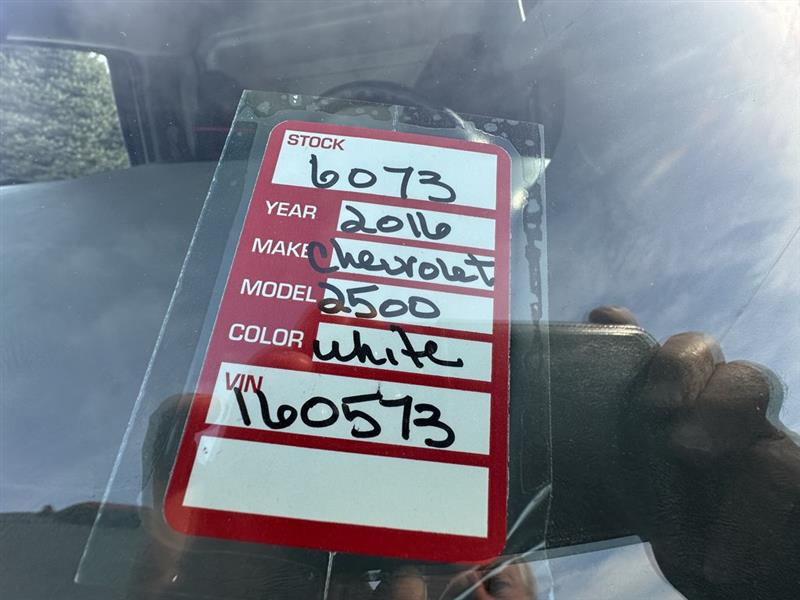 STOCK
6073
YEAR 2016
MAKE Chevrolet
MODEL 2500
COLOR white
VIN
160573